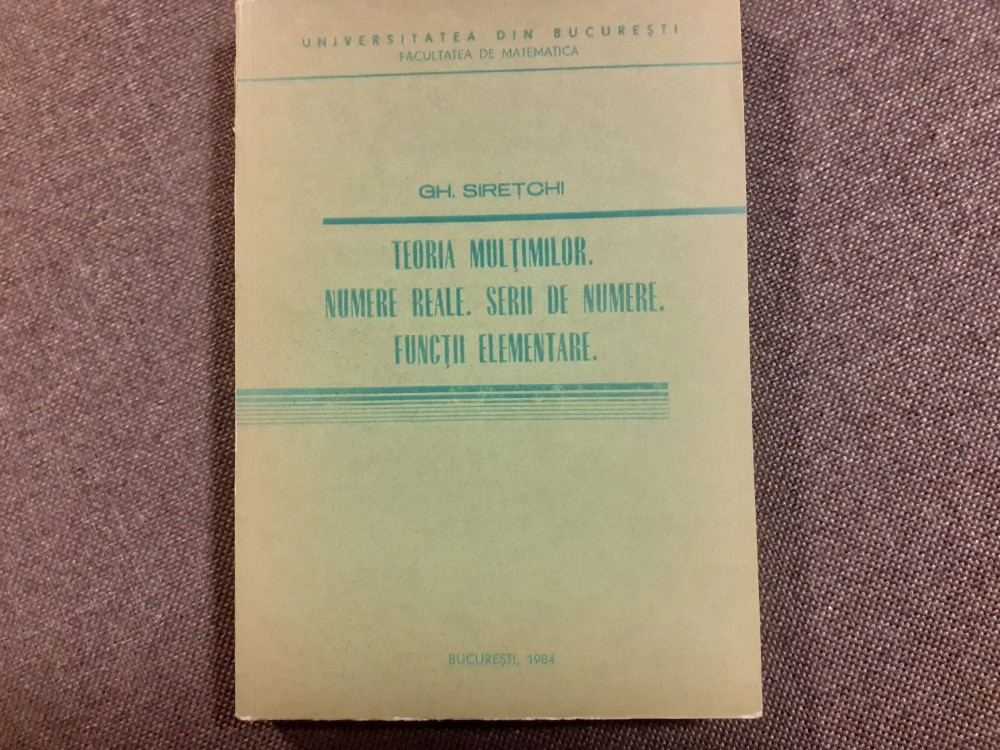 UNIVERSITATEA DIN BUCUREȘTI
FACULTATEA DE MATEMATICĂ
GH. SIREȚCHI
TEORIA MULȚIMILOR.
NUMERE REALE. SERII DE NUMERE.
FUNCȚII ELEMENTARE.
BUCUREȘTI, 1984